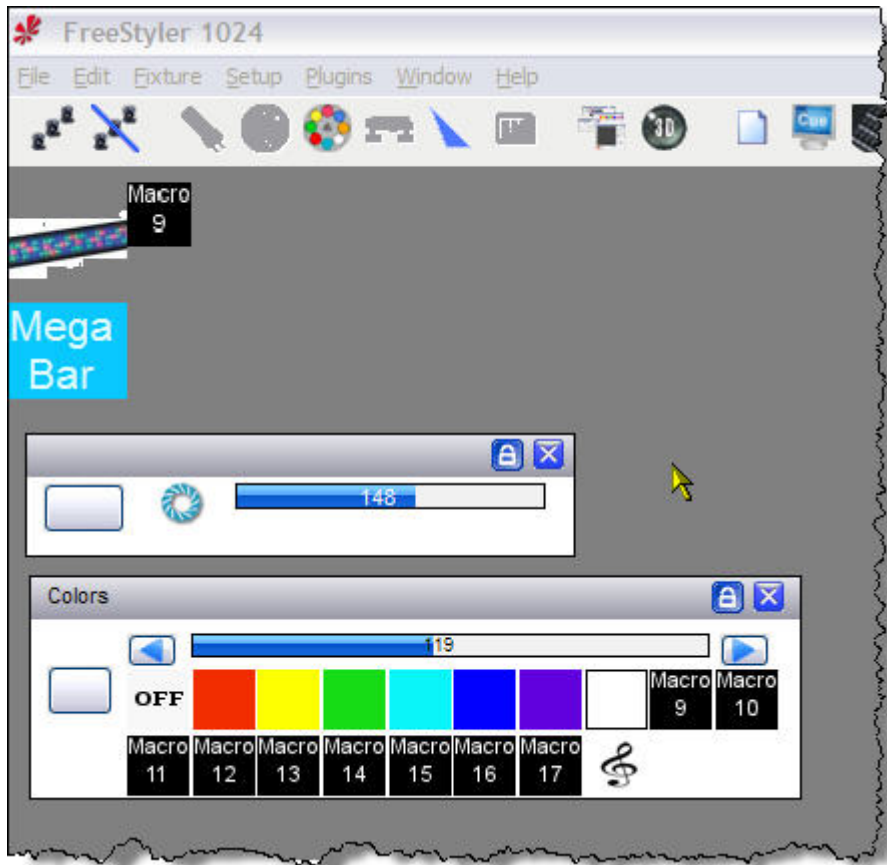 FreeStyler 1024
File Edit Fixture Setup Plugins Window Help
3D Cue
Macro
9
Mega
Bar
148
Colors
119
OFF
Macro Macro
9 10
Macro Macro Macro Macro Macro Macro Macro
11 12 13 14 15 16 17